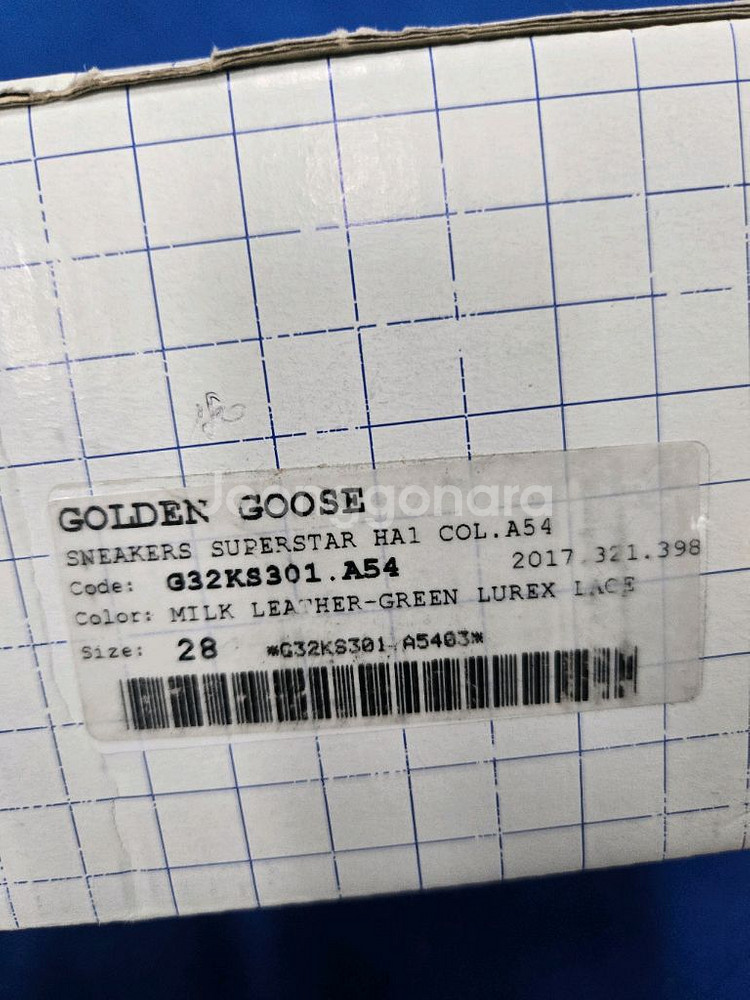 Joonggonara
GOLDEN GOOSE
SNEAKERS SUPERSTAR HA1 COL.A54
Code: G32KS301.A54 2017.321.398
Color: MILK LEATHER-GREEN LUREX LACE
Size: 28 *G32KS301.A5403*